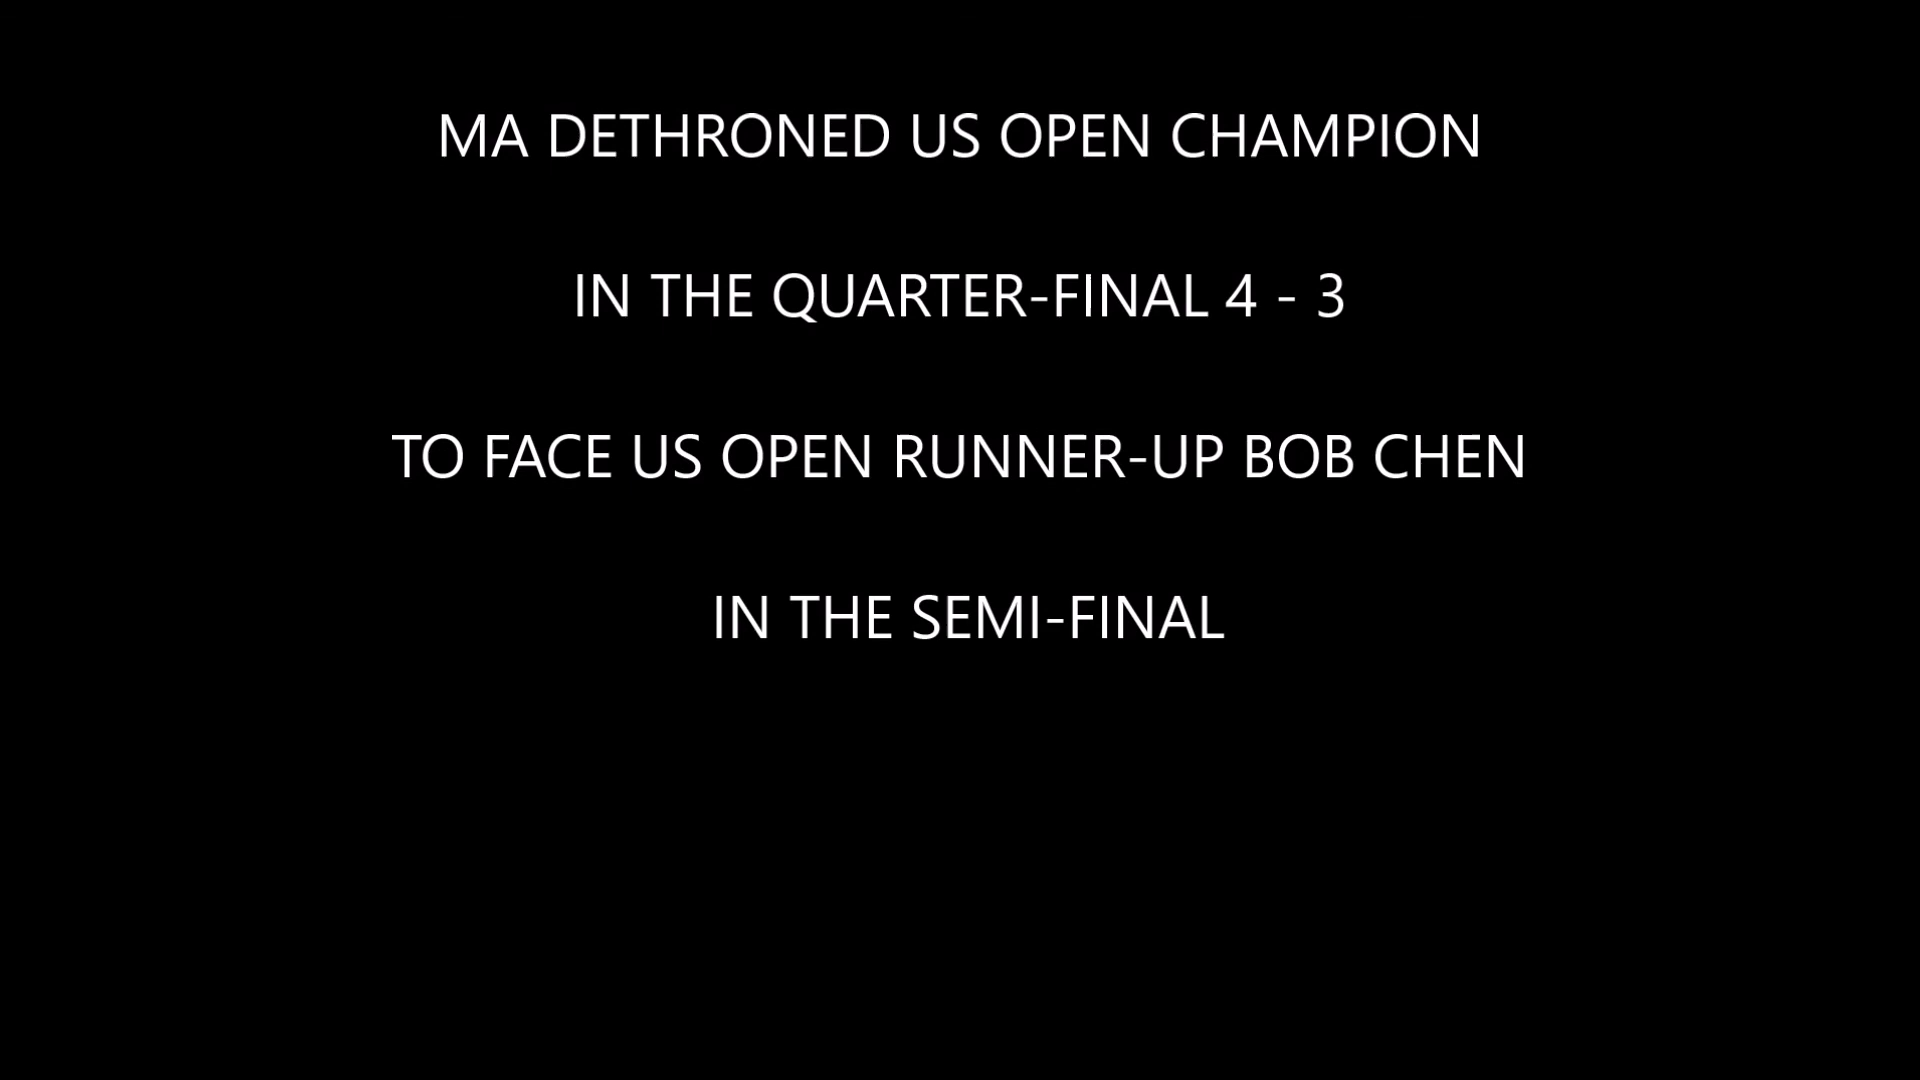 MA DETHRONED US OPEN CHAMPION
IN THE QUARTER-FINAL 4 - 3
TO FACE US OPEN RUNNER-UP BOB CHEN
IN THE SEMI-FINAL